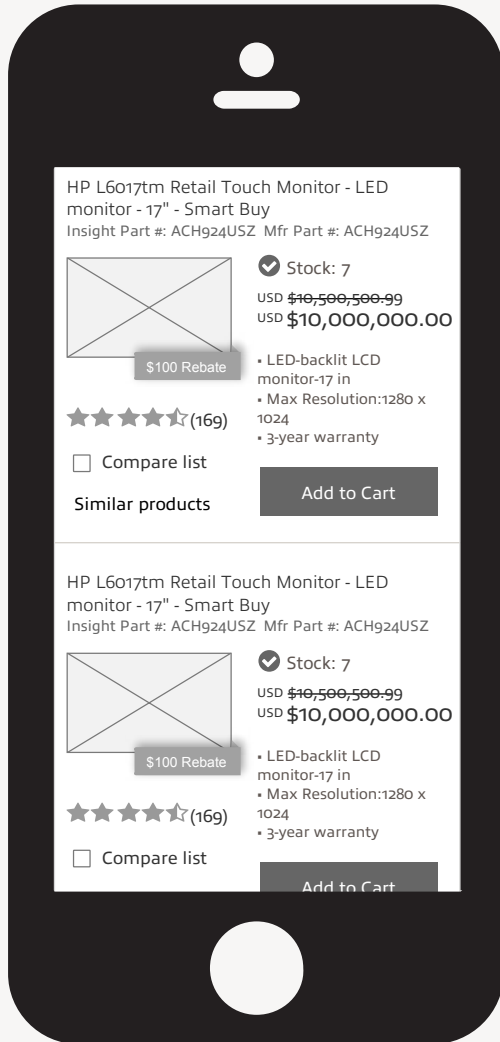 HP L6017tm Retail Touch Monitor - LED
monitor - 17" - Smart Buy
Insight Part #: ACH924USZ  Mfr Part #: ACH924USZ
Stock: 7
USD $10,500,500.99
USD $10,000,000.00
$100 Rebate
▪ LED-backlit LCD
monitor-17 in
▪ Max Resolution:1280 x
1024
▪ 3-year warranty
(169)
Compare list
Similar products
Add to Cart
HP L6017tm Retail Touch Monitor - LED
monitor - 17" - Smart Buy
Insight Part #: ACH924USZ  Mfr Part #: ACH924USZ
Stock: 7
USD $10,500,500.99
USD $10,000,000.00
$100 Rebate
▪ LED-backlit LCD
monitor-17 in
▪ Max Resolution:1280 x
1024
▪ 3-year warranty
(169)
Compare list
Add to Cart